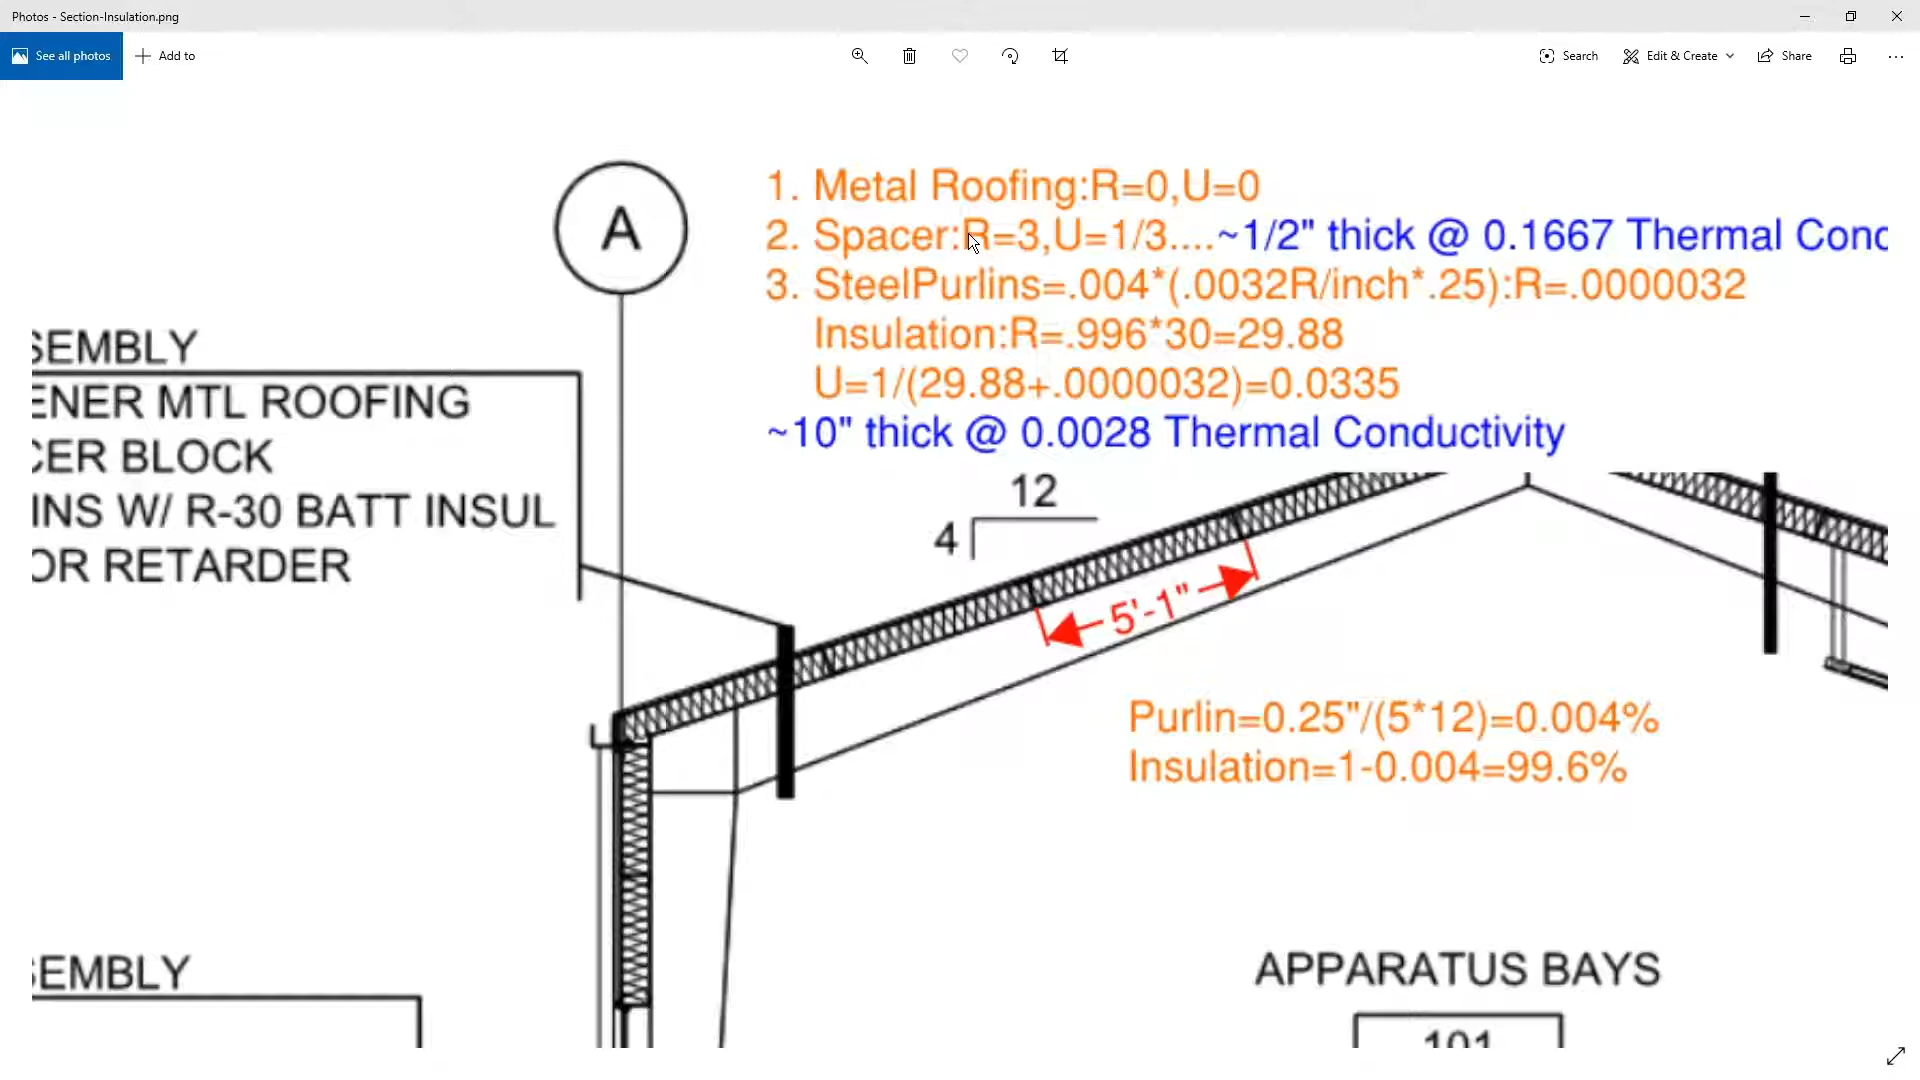 Photos - Section-Insulation.png
See all photos
Add to
Search
Edit & Create
Share
A
1. Metal Roofing:R=0,U=0
2. Spacer:R=3,U=1/3....~1/2" thick @ 0.1667 Thermal Conc
3. SteelPurlins=.004*(.0032R/inch*.25):R=.0000032
Insulation:R=.996*30=29.88
U=1/(29.88+.0000032)=0.0335
~10" thick @ 0.0028 Thermal Conductivity
SEMBLY
ENER MTL ROOFING
CER BLOCK
INS W/ R-30 BATT INSUL
OR RETARDER
12
4
5'-1"
Purlin=0.25"/(5*12)=0.004%
Insulation=1-0.004=99.6%
SEMBLY
APPARATUS BAYS
101